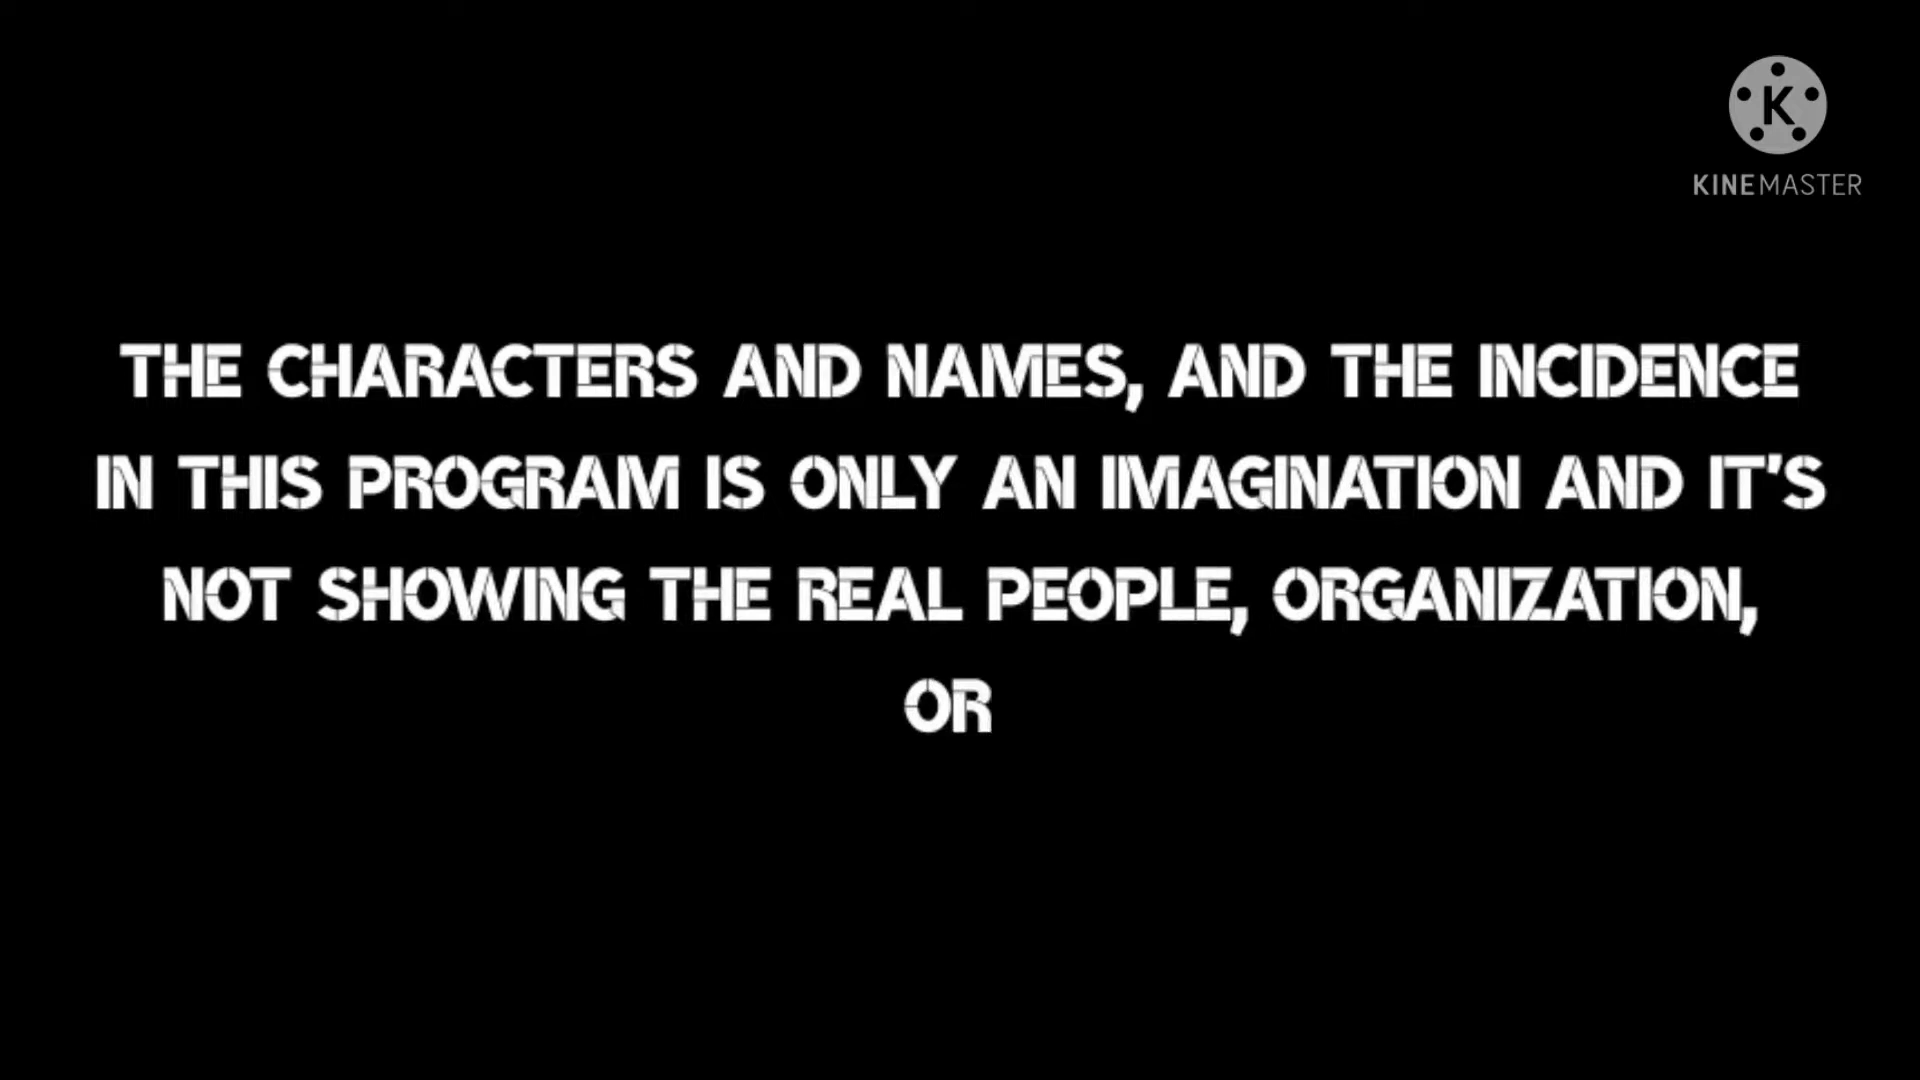 K
KINEMASTER
THE CHARACTERS AND NAMES, AND THE INCIDENCE
IN THIS PROGRAM IS ONLY AN IMAGINATION AND IT'S
NOT SHOWING THE REAL PEOPLE, ORGANIZATION,
OR